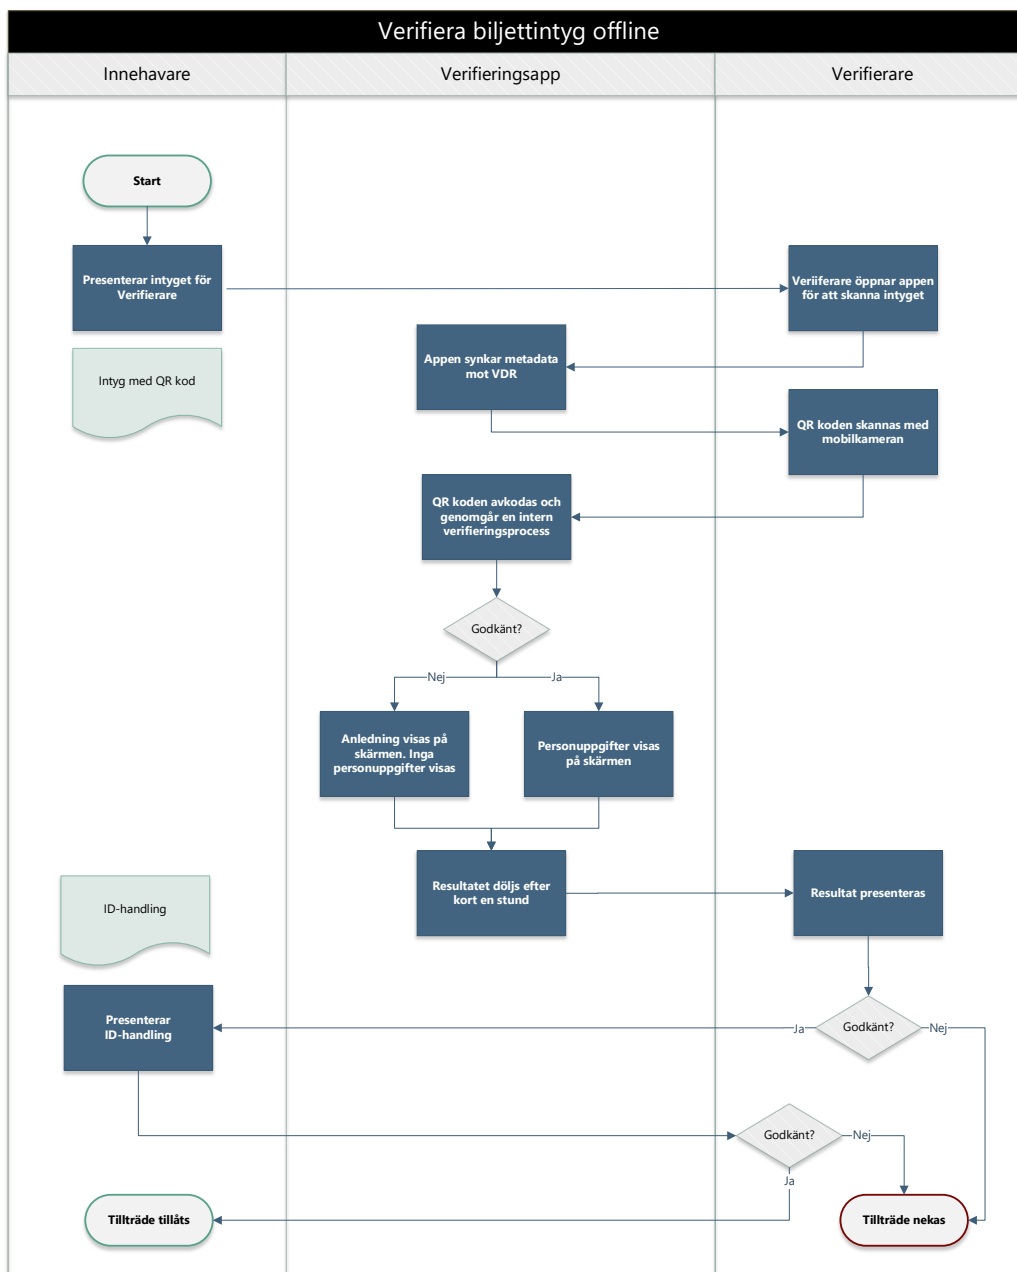 Verifiera biljettintyg offline
Innehavare
Verifieringsapp
Verifierare
Start
Presenterar intyget för
Verifierare
Veriiferare öppnar appen
för att skanna intyget
Intyg med QR kod
Appen synkar metadata
mot VDR
QR koden skannas med
mobilkameran
QR koden avkodas och
genomgår en intern
verifieringsprocess
Godkänt?
Nej
Ja
Anledning visas på
skärmen. Inga
personuppgifter visas
Personuppgifter visas
på skärmen
Resultatet döljs efter
kort en stund
Resultat presenteras
ID-handling
Presenterar
ID-handling
Ja
Godkänt?
Nej
Godkänt?
Nej
Ja
Tillträde tillåts
Tillträde nekas